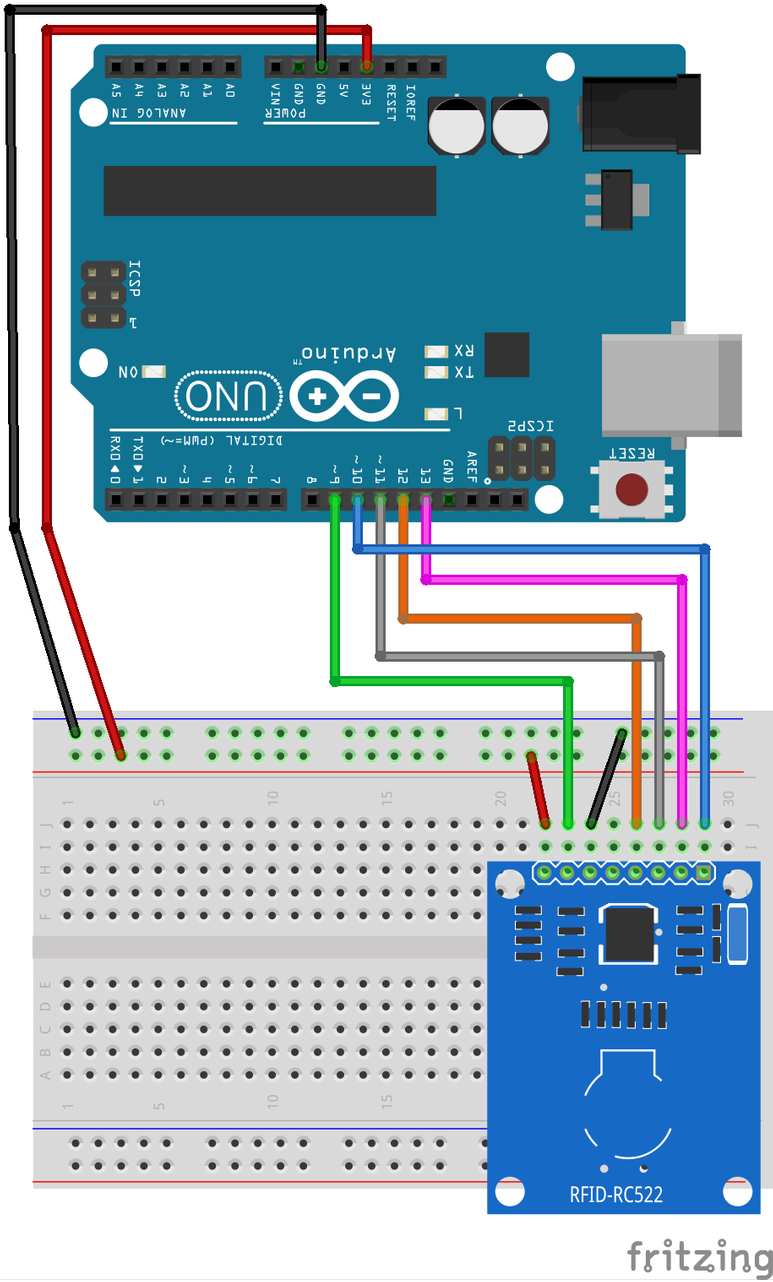 A5 A4 A3 A2 A1 A0
ANALOG IN
VIN GND GND 5V 3V3 RESET IOREF
POWER
ICSP
1
ON
UNO
Arduino™
RX
TX
L
ICSP2
RESET
DIGITAL (PWM=~)
RX0◀0 TX0▶1 2 ~3 4 ~5 ~6 7
8 ~9 ~10 ~11 12 13 GND AREF
1 5 10 15 20 25 30
J J
I I
H
G
F
E
D
C
B
A
1 5 10 15
RFID-RC522
fritzing